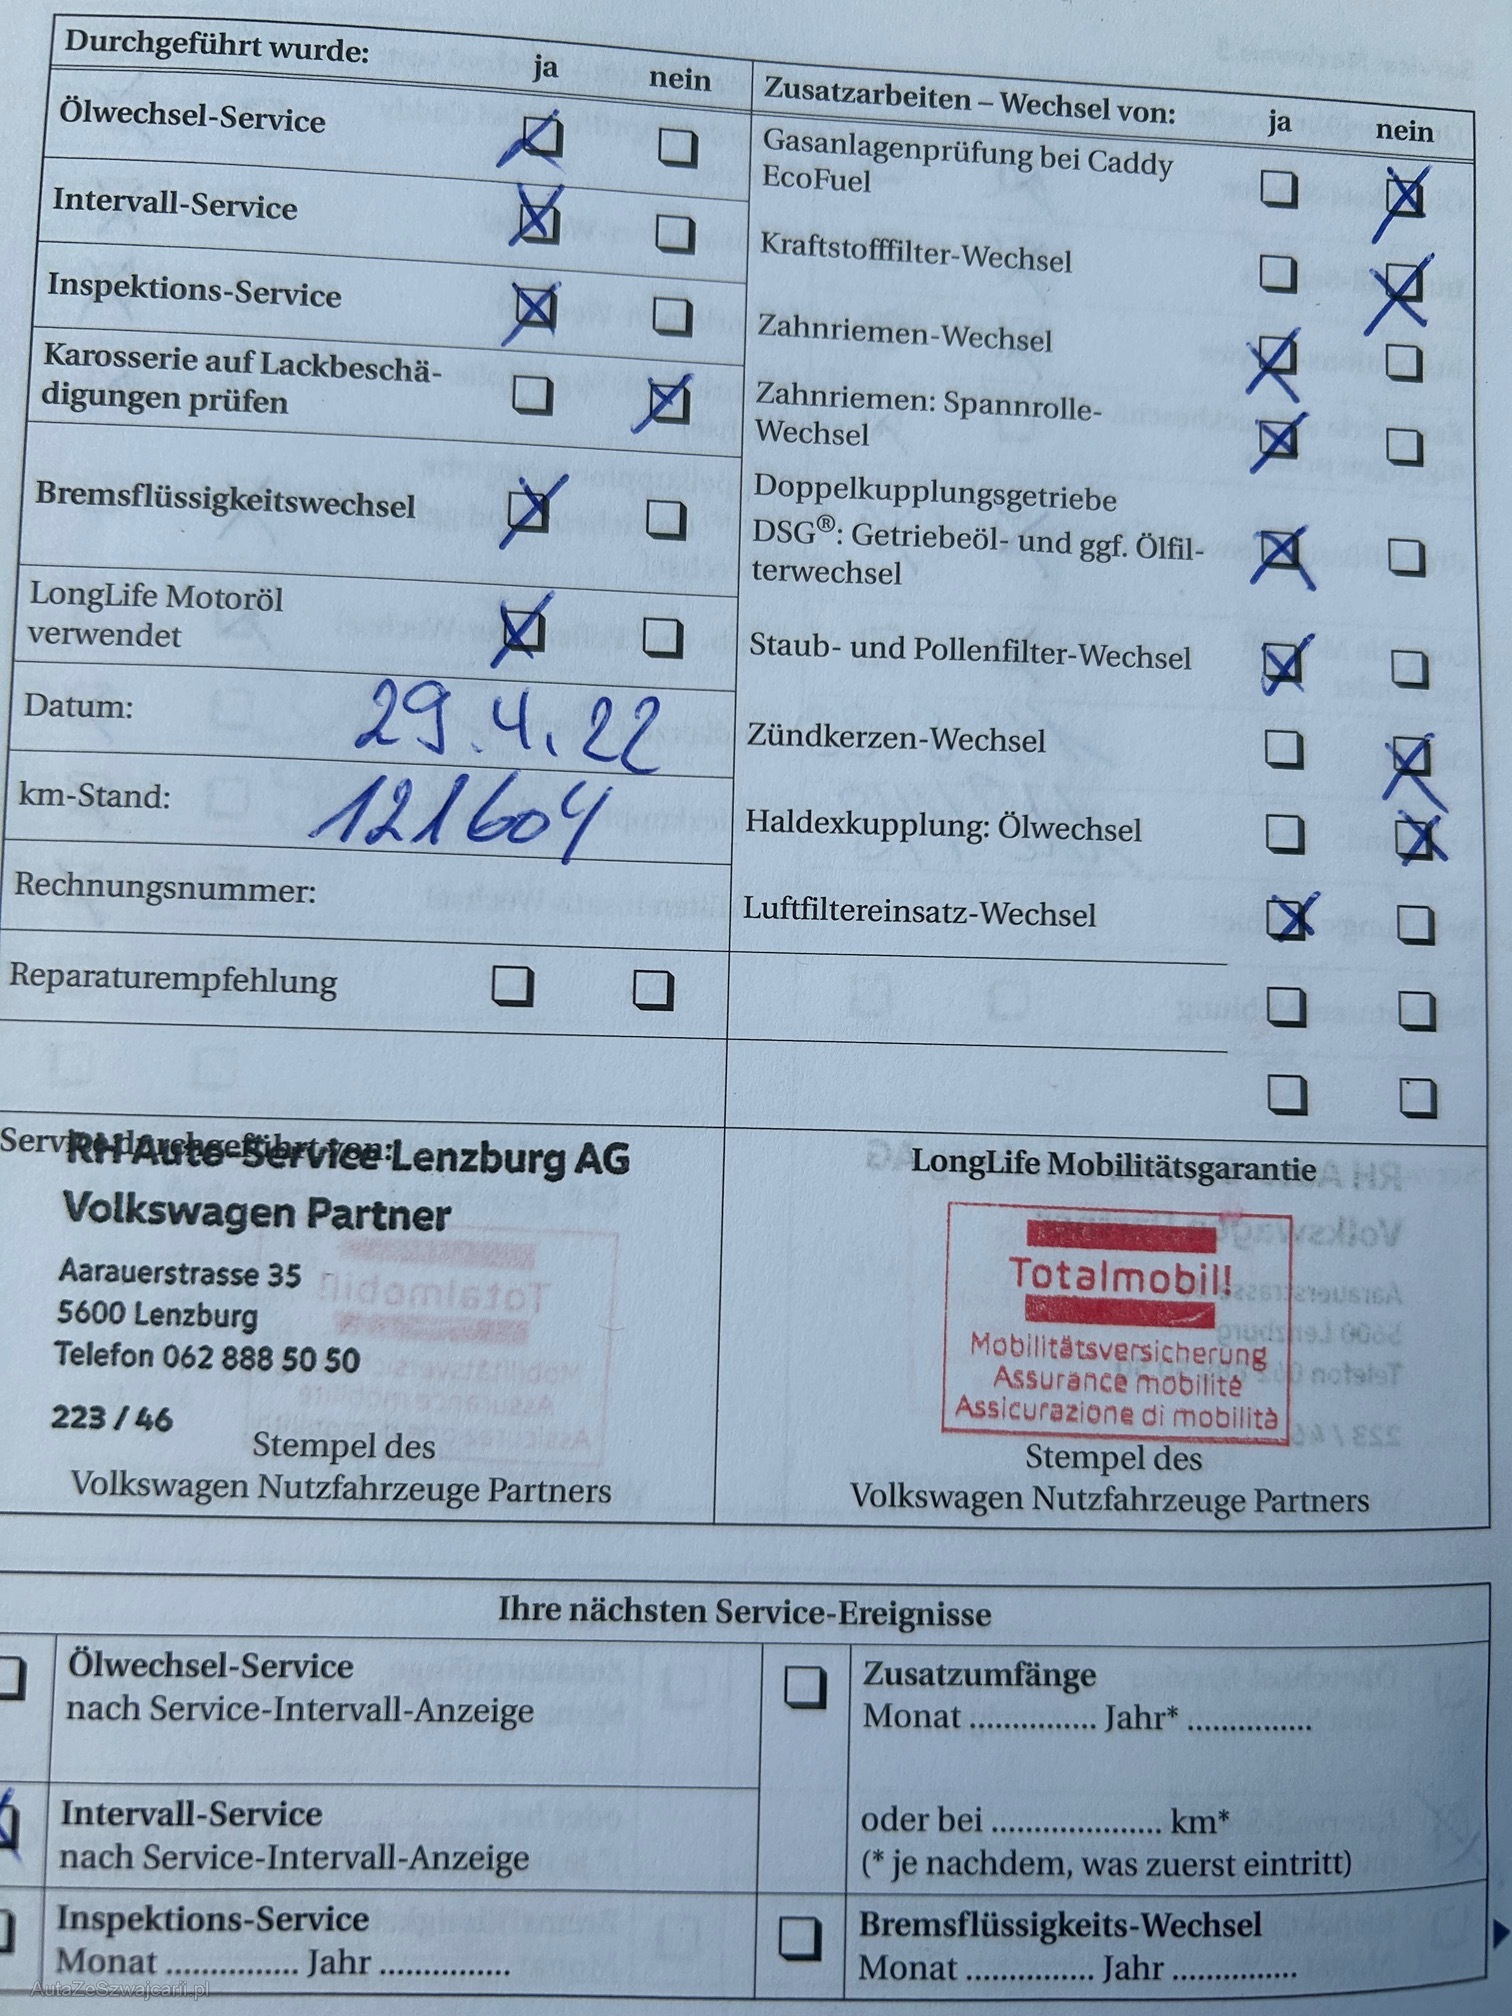 Durchgeführt wurde: ja nein
Ölwechsel-Service
Intervall-Service
Inspektions-Service
Karosserie auf Lackbeschä-
digungen prüfen
Bremsflüssigkeitswechsel
LongLife Motoröl
verwendet
Datum: 29.4.22
km-Stand: 121604
Rechnungsnummer:
Reparaturempfehlung
Zusatzarbeiten – Wechsel von: ja nein
Gasanlagenprüfung bei Caddy
EcoFuel
Kraftstofffilter-Wechsel
Zahnriemen-Wechsel
Zahnriemen: Spannrolle-
Wechsel
Doppelkupplungsgetriebe
DSG®: Getriebeöl- und ggf. Ölfil-
terwechsel
Staub- und Pollenfilter-Wechsel
Zündkerzen-Wechsel
Haldexkupplung: Ölwechsel
Luftfiltereinsatz-Wechsel
Service durchgeführt von:
RH Auto-Service Lenzburg AG
Volkswagen Partner
Aarauerstrasse 35
5600 Lenzburg
Telefon 062 888 50 50
223 / 46
Stempel des
Volkswagen Nutzfahrzeuge Partners
LongLife Mobilitätsgarantie
Totalmobil!
Mobilitätsversicherung
Assurance mobilité
Assicurazione di mobilità
Stempel des
Volkswagen Nutzfahrzeuge Partners
Ihre nächsten Service-Ereignisse
Ölwechsel-Service
nach Service-Intervall-Anzeige
Intervall-Service
nach Service-Intervall-Anzeige
Inspektions-Service
Monat ............... Jahr ...............
Zusatzumfänge
Monat ............... Jahr* ...............
oder bei .................... km*
(* je nachdem, was zuerst eintritt)
Bremsflüssigkeits-Wechsel
Monat ............... Jahr ...............
AutaZeSzwajcarii.pl